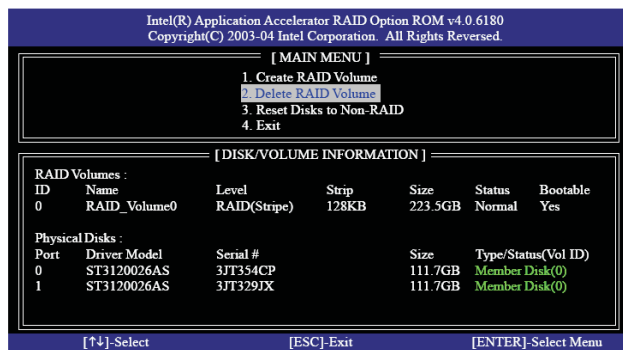 Intel(R) Application Accelerator RAID Option ROM v4.0.6180
Copyright(C) 2003-04 Intel Corporation. All Rights Reversed.
[ MAIN MENU ]
1. Create RAID Volume
2. Delete RAID Volume
3. Reset Disks to Non-RAID
4. Exit
[ DISK/VOLUME INFORMATION ]
RAID Volumes :
ID Name Level Strip Size Status Bootable
0 RAID_Volume0 RAID(Stripe) 128KB 223.5GB Normal Yes
Physical Disks :
Port Driver Model Serial # Size Type/Status(Vol ID)
0 ST3120026AS 3JT354CP 111.7GB Member Disk(0)
1 ST3120026AS 3JT329JX 111.7GB Member Disk(0)
[↑↓]-Select [ESC]-Exit [ENTER]-Select Menu